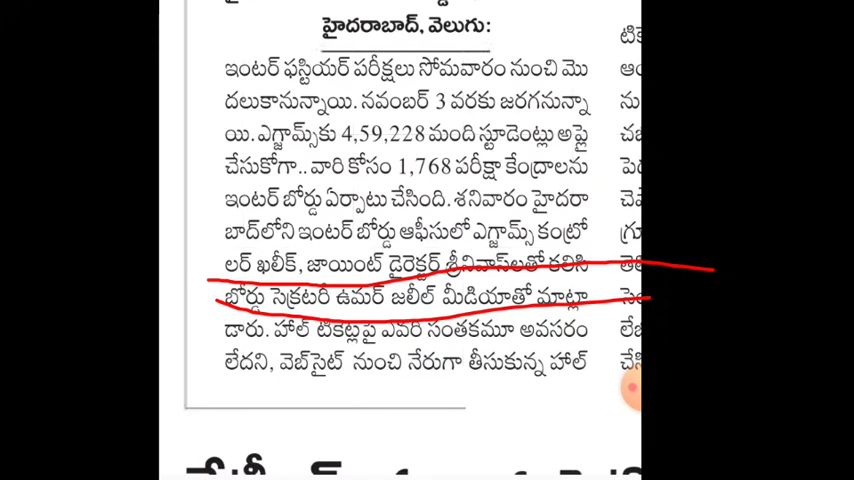 హైదరాబాద్, వెలుగు:
ఇంటర్ ఫస్టియర్ పరీక్షలు సోమవారం నుంచి మొ
దలుకానున్నాయి. నవంబర్ 3 వరకు జరగనున్నా
యి. ఎగ్జామ్స్‌కు 4,59,228 మంది స్టూడెంట్లు అప్లై
చేసుకోగా.. వారి కోసం 1,768 పరీక్షా కేంద్రాలను
ఇంటర్ బోర్డు ఏర్పాటు చేసింది. శనివారం హైదరా
బాద్‌లోని ఇంటర్ బోర్డు ఆఫీసులో ఎగ్జామ్స్ కంట్రో
లర్ ఖలీక్, జాయింట్ డైరెక్టర్ శ్రీనివాస్‌లతో కలిసి
బోర్డు సెక్రటరీ ఉమర్ జలీల్ మీడియాతో మాట్లా
డారు. హాల్ టికెట్లపై ఎవరి సంతకమూ అవసరం
లేదని, వెబ్‌సైట్ నుంచి నేరుగా తీసుకున్న హాల్